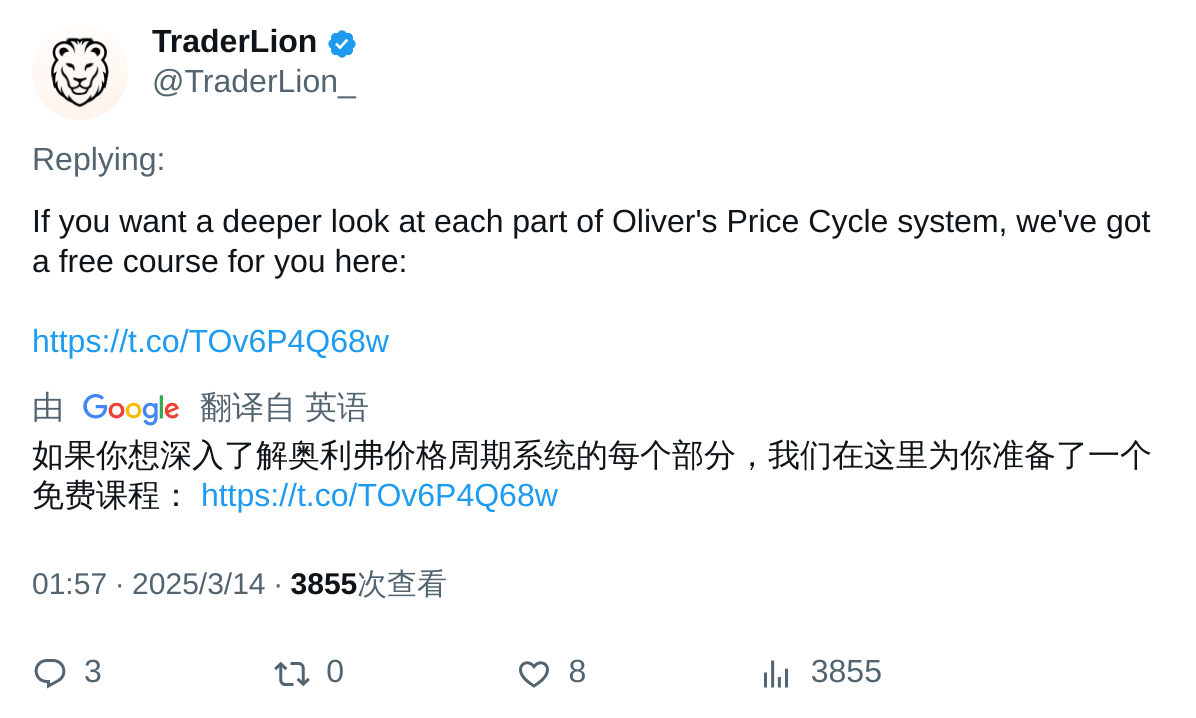 TraderLion
@TraderLion_
Replying:
If you want a deeper look at each part of Oliver's Price Cycle system, we've got
a free course for you here:
https://t.co/TOv6P4Q68w
由 Google 翻译自 英语
如果你想深入了解奥利弗价格周期系统的每个部分，我们在这里为你准备了一个
免费课程： https://t.co/TOv6P4Q68w
01:57 · 2025/3/14 · 3855次查看
3 0 8 3855